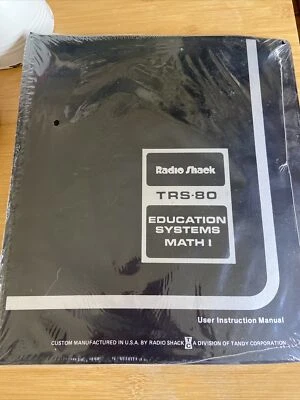 Radio Shack
TRS-80
EDUCATION
SYSTEMS
MATH I
User Instruction Manual
CUSTOM MANUFACTURED IN U.S.A. BY RADIO SHACK A DIVISION OF TANDY CORPORATION